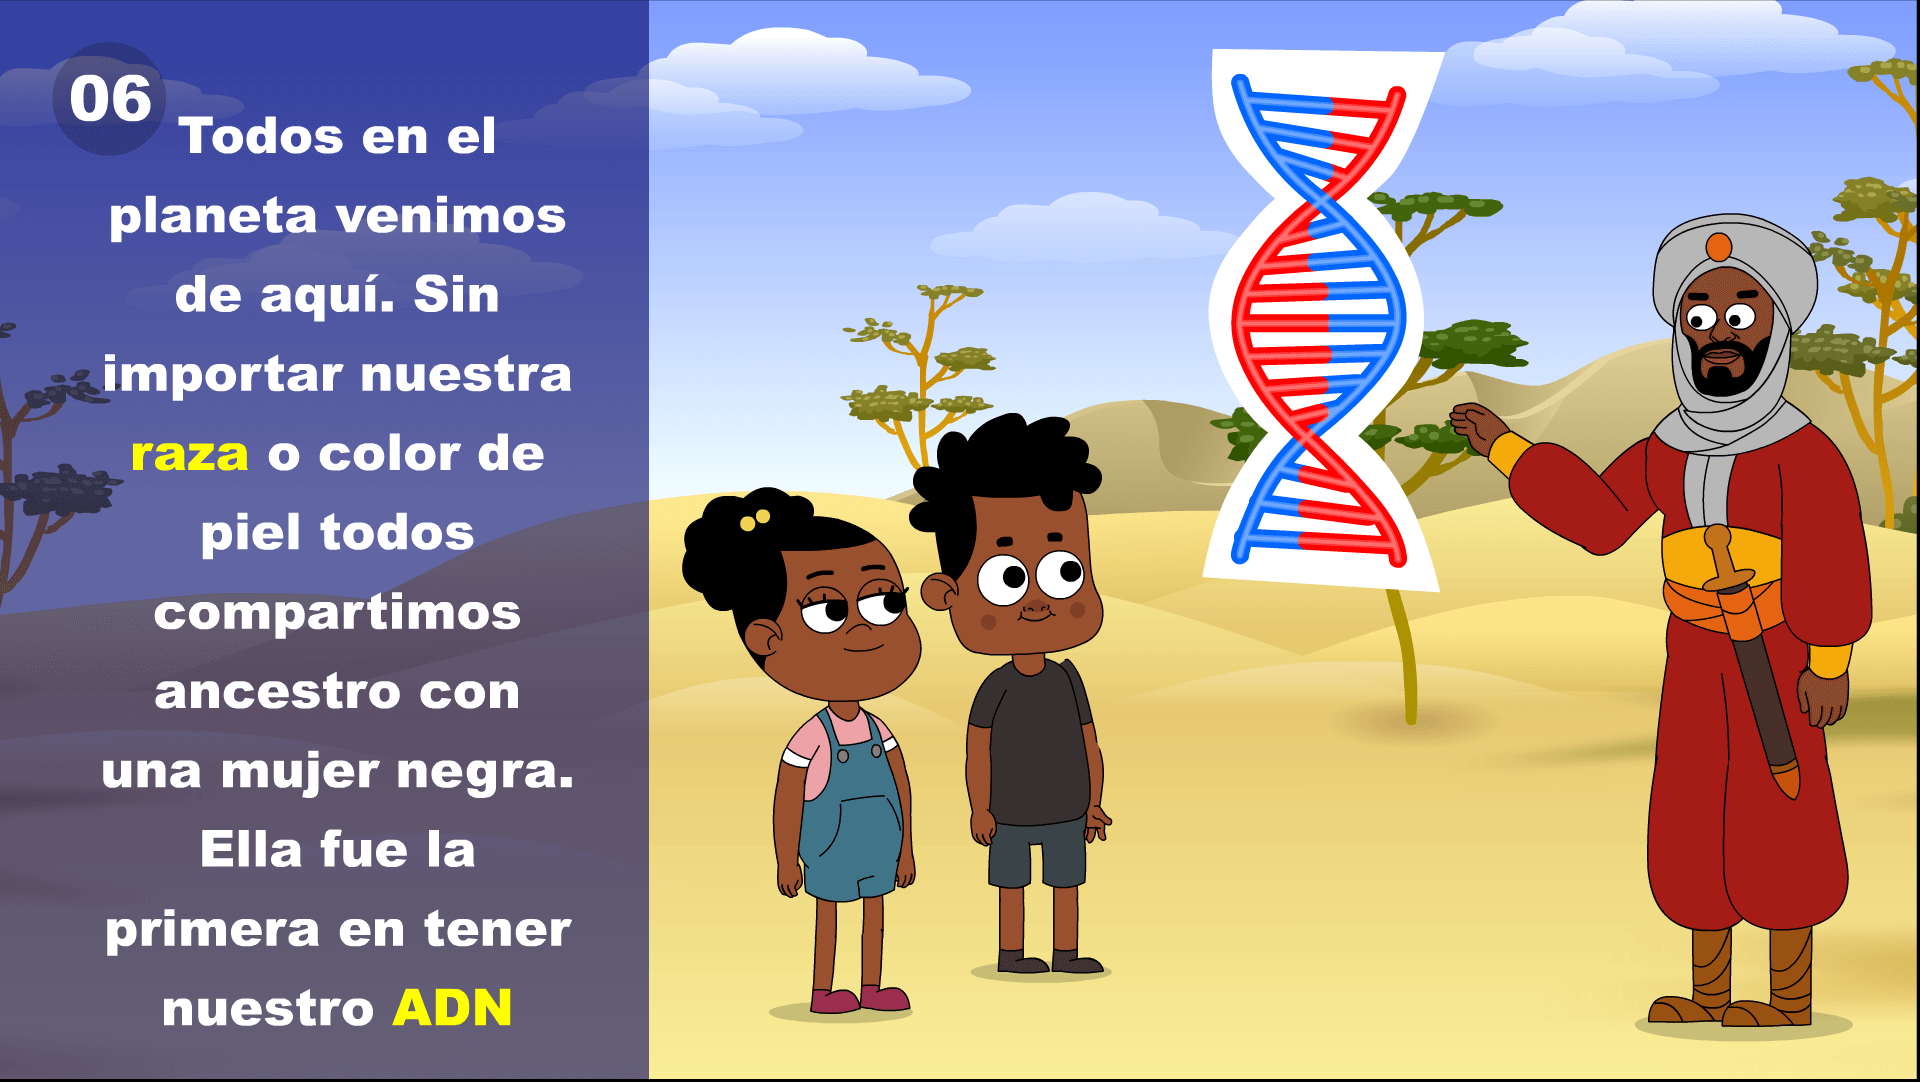 06
Todos en el
planeta venimos
de aquí. Sin
importar nuestra
raza o color de
piel todos
compartimos
ancestro con
una mujer negra.
Ella fue la
primera en tener
nuestro ADN